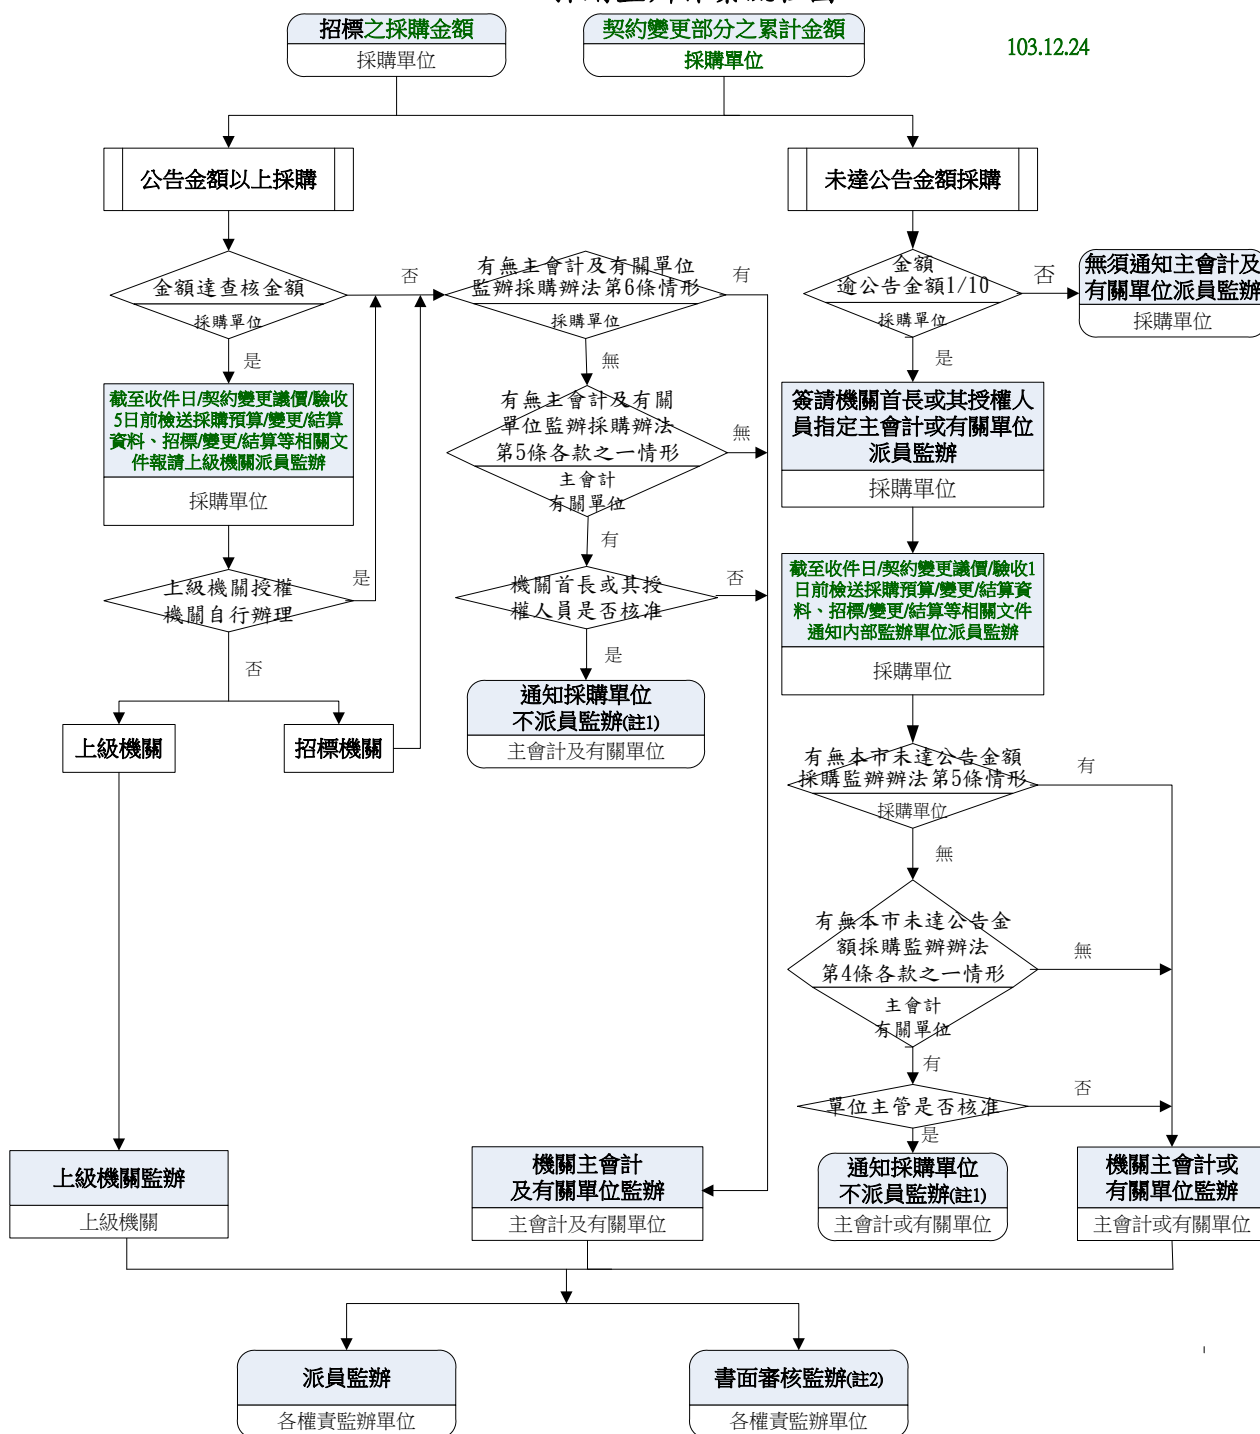 招標之採購金額
採購單位
契約變更部分之累計金額
採購單位
103.12.24
公告金額以上採購
未達公告金額採購
金額達查核金額
採購單位
否
是
有無主會計及有關單位
監辦採購辦法第6條情形
採購單位
有
無
金額
逾公告金額1/10
採購單位
否
是
無須通知主會計及
有關單位派員監辦
採購單位
截至收件日/契約變更議價/驗收
5日前檢送採購預算/變更/結算
資料、招標/變更/結算等相關文
件報請上級機關派員監辦
採購單位
有無主會計及有關
單位監辦採購辦法
第5條各款之一情形
主會計
有關單位
無
有
簽請機關首長或其授權人
員指定主會計或有關單位
派員監辦
採購單位
上級機關授權
機關自行辦理
是
否
機關首長或其授
權人員是否核准
否
是
截至收件日/契約變更議價/驗收1
日前檢送採購預算/變更/結算資
料、招標/變更/結算等相關文件
通知內部監辦單位派員監辦
採購單位
上級機關
招標機關
通知採購單位
不派員監辦(註1)
主會計及有關單位
有無本市未達公告金額
採購監辦辦法第5條情形
採購單位
有
無
有無本市未達公告金
額採購監辦辦法
第4條各款之一情形
主會計
有關單位
無
有
單位主管是否核准
否
是
上級機關監辦
上級機關
機關主會計
及有關單位監辦
主會計及有關單位
通知採購單位
不派員監辦(註1)
主會計或有關單位
機關主會計或
有關單位監辦
主會計或有關單位
派員監辦
各權責監辦單位
書面審核監辦(註2)
各權責監辦單位